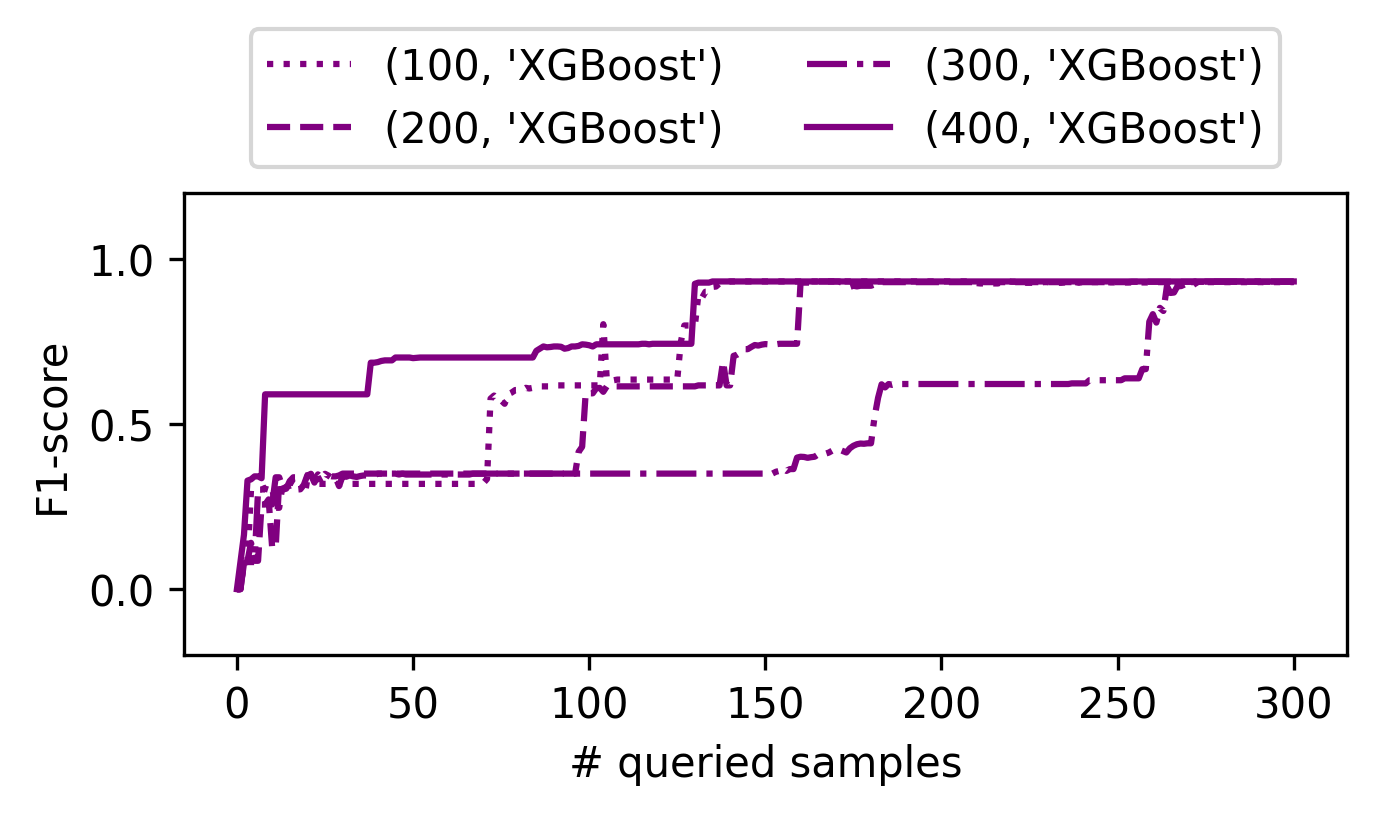 (100, 'XGBoost') (300, 'XGBoost')
(200, 'XGBoost') (400, 'XGBoost')
1.0
0.5
0.0
F1-score
0 50 100 150 200 250 300
# queried samples